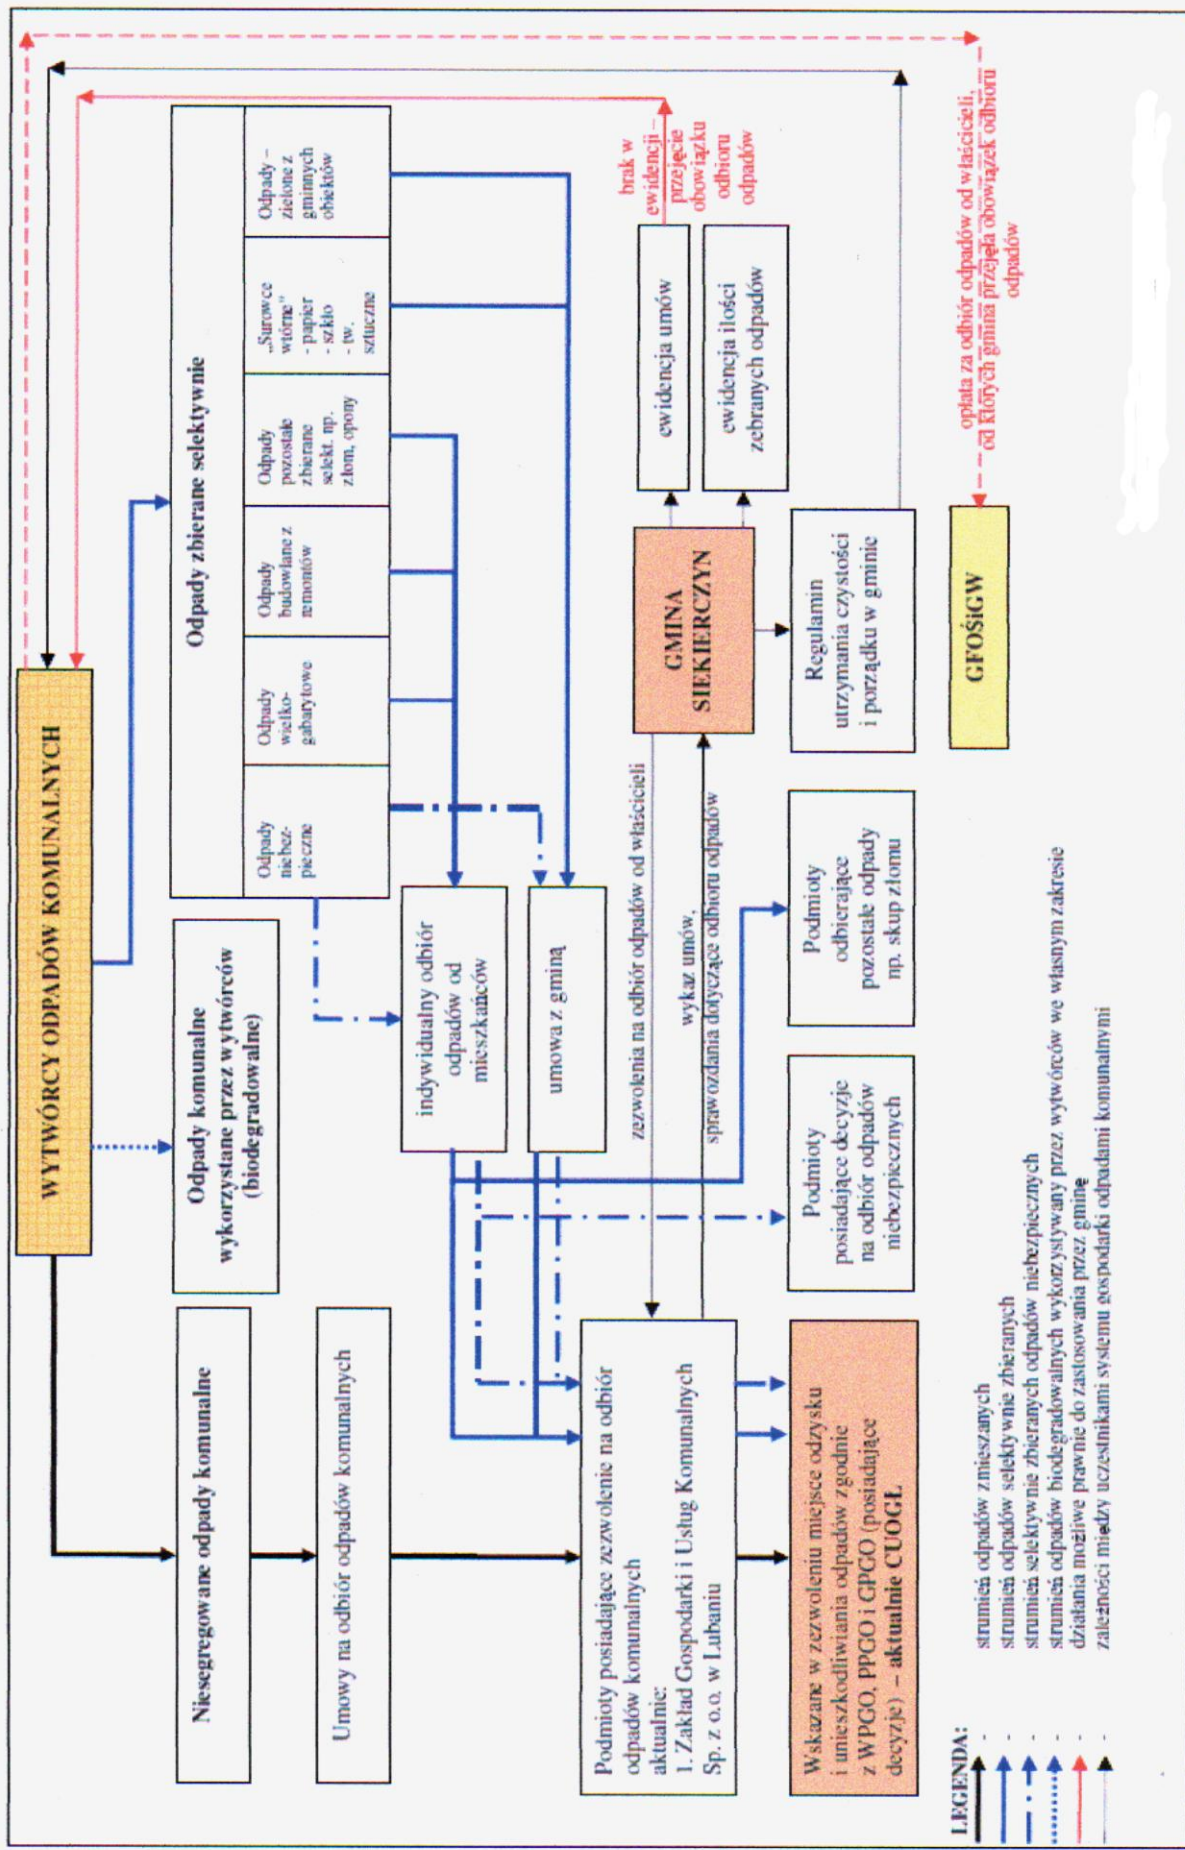 WYTWÓRCY ODPADÓW KOMUNALNYCH
Niesegregowane odpady komunalne
Umowy na odbiór odpadów komunalnych
Odpady komunalne
wykorzystane przez wytwórców
(biodegradowalne)
Odpady zbierane selektywnie
Odpady
niebez-
pieczne
Odpady
wielko-
gabarytowe
Odpady
budowlane z
remontów
Odpady
pozostałe
zbierane
selekt. np.
złom, opony
„Surowce
wtórne”
- papier
- szkło
- tw.
sztuczne
Odpady –
zielone z
gminnych
obiektów
indywidualny odbiór
odpadów od
mieszkańców
umowa z gminą
Podmioty posiadające zezwolenie na odbiór
odpadów komunalnych
aktualnie:
1. Zakład Gospodarki i Usług Komunalnych
Sp. z o.o. w Lubaniu
zezwolenia na odbiór odpadów od właścicieli
wykaz umów,
sprawozdania dotyczące odbioru odpadów
GMINA
SIEKIERCZYN
ewidencja umów
ewidencja ilości
zebranych odpadów
brak w
ewidencji –
przejęcie
obowiązku
odbioru
odpadów
Wskazane w zezwoleniu miejsce odzysku
i unieszkodliwiania odpadów zgodnie
z WPGO, PPGO i GPGO (posiadające
decyzje) – aktualnie CUOGŁ
Podmioty
posiadające decyzje
na odbiór odpadów
niebezpiecznych
Podmioty
odbierające
pozostałe odpady
np. skup złomu
Regulamin
utrzymania czystości
i porządku w gminie
GFOŚiGW
opłata za odbiór odpadów od właścicieli,
od których gmina przejęła obowiązek odbioru
odpadów
LEGENDA:
- strumień odpadów zmieszanych
- strumień odpadów selektywnie zbieranych
- strumień selektywnie zbieranych odpadów niebezpiecznych
- strumień odpadów biodegradowalnych wykorzystywany przez wytwórców we własnym zakresie
- działania możliwe prawnie do zastosowania przez gminę
- zależności między uczestnikami systemu gospodarki odpadami komunalnymi